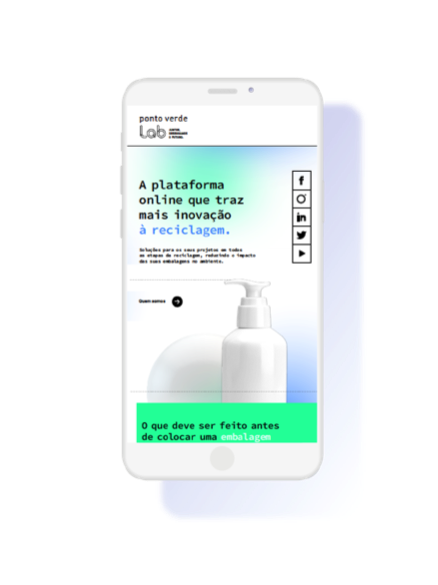 ponto verde
Lab
A plataforma
online que traz
mais inovação
à reciclagem.
Soluções para os seus projetos em todas
as etapas de reciclagem, reduzindo o impacto
das suas embalagens no ambiente.
Quem somos
O que deve ser feito antes
de colocar uma embalagem